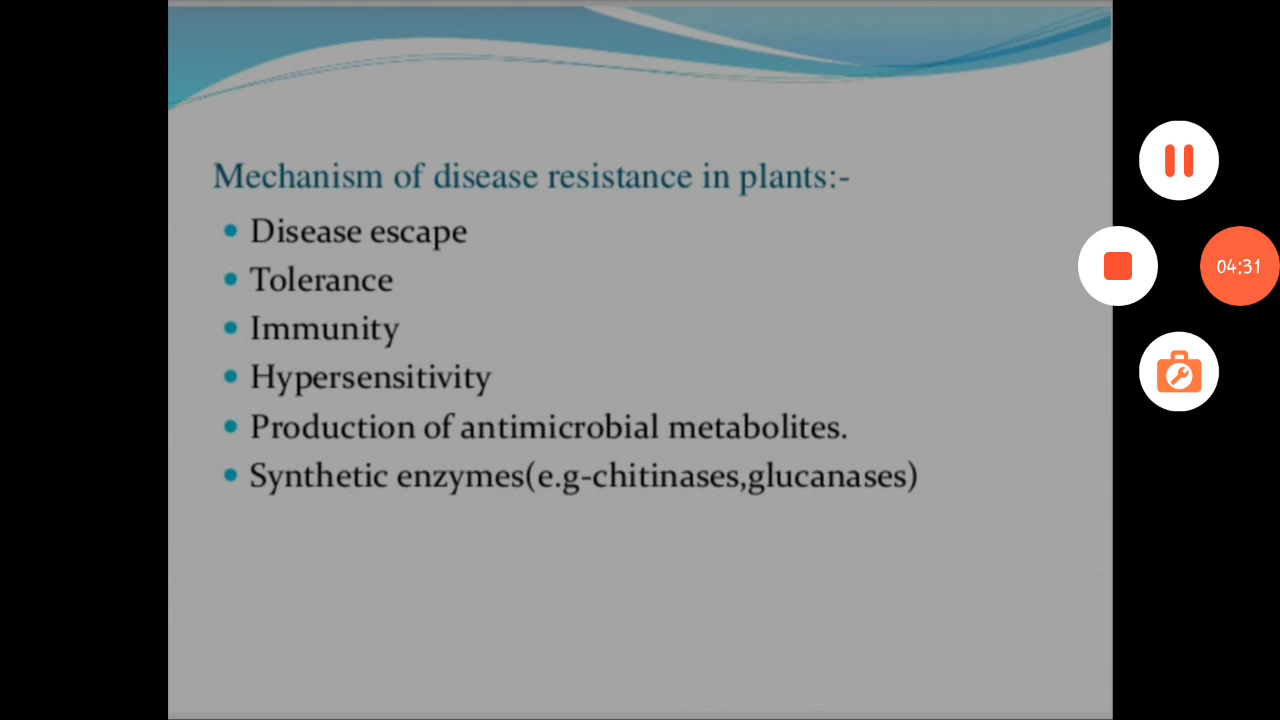 Mechanism of disease resistance in plants:-
• Disease escape
• Tolerance
• Immunity
• Hypersensitivity
• Production of antimicrobial metabolites.
• Synthetic enzymes(e.g-chitinases,glucanases)
04:31